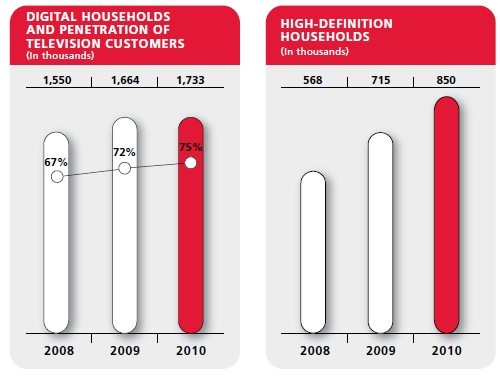 DIGITAL HOUSEHOLDS
AND PENETRATION OF
TELEVISION CUSTOMERS
(In thousands)
1,550 1,664 1,733
67%
72%
75%
2008 2009 2010
HIGH-DEFINITION
HOUSEHOLDS
(In thousands)
568 715 850
2008 2009 2010